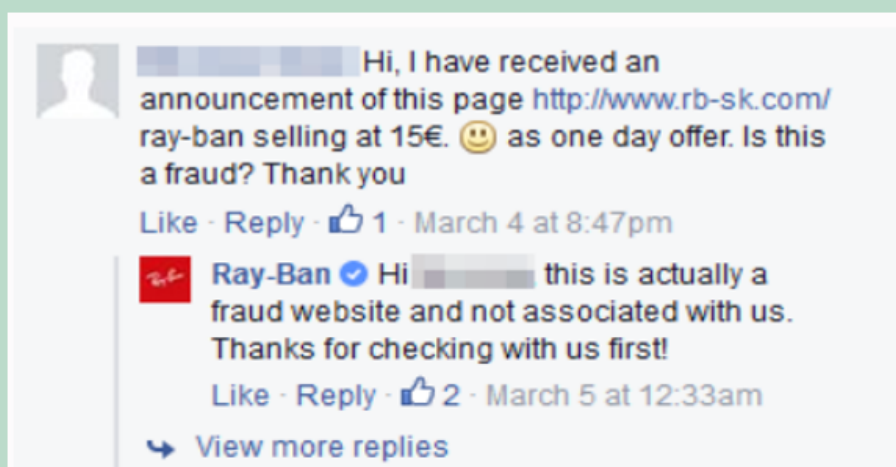 Hi, I have received an
announcement of this page http://www.rb-sk.com/
ray-ban selling at 15€. as one day offer. Is this
a fraud? Thank you
Like · Reply · 1 · March 4 at 8:47pm
Ray-Ban
Ray-Ban Hi this is actually a
fraud website and not associated with us.
Thanks for checking with us first!
Like · Reply · 2 · March 5 at 12:33am
View more replies